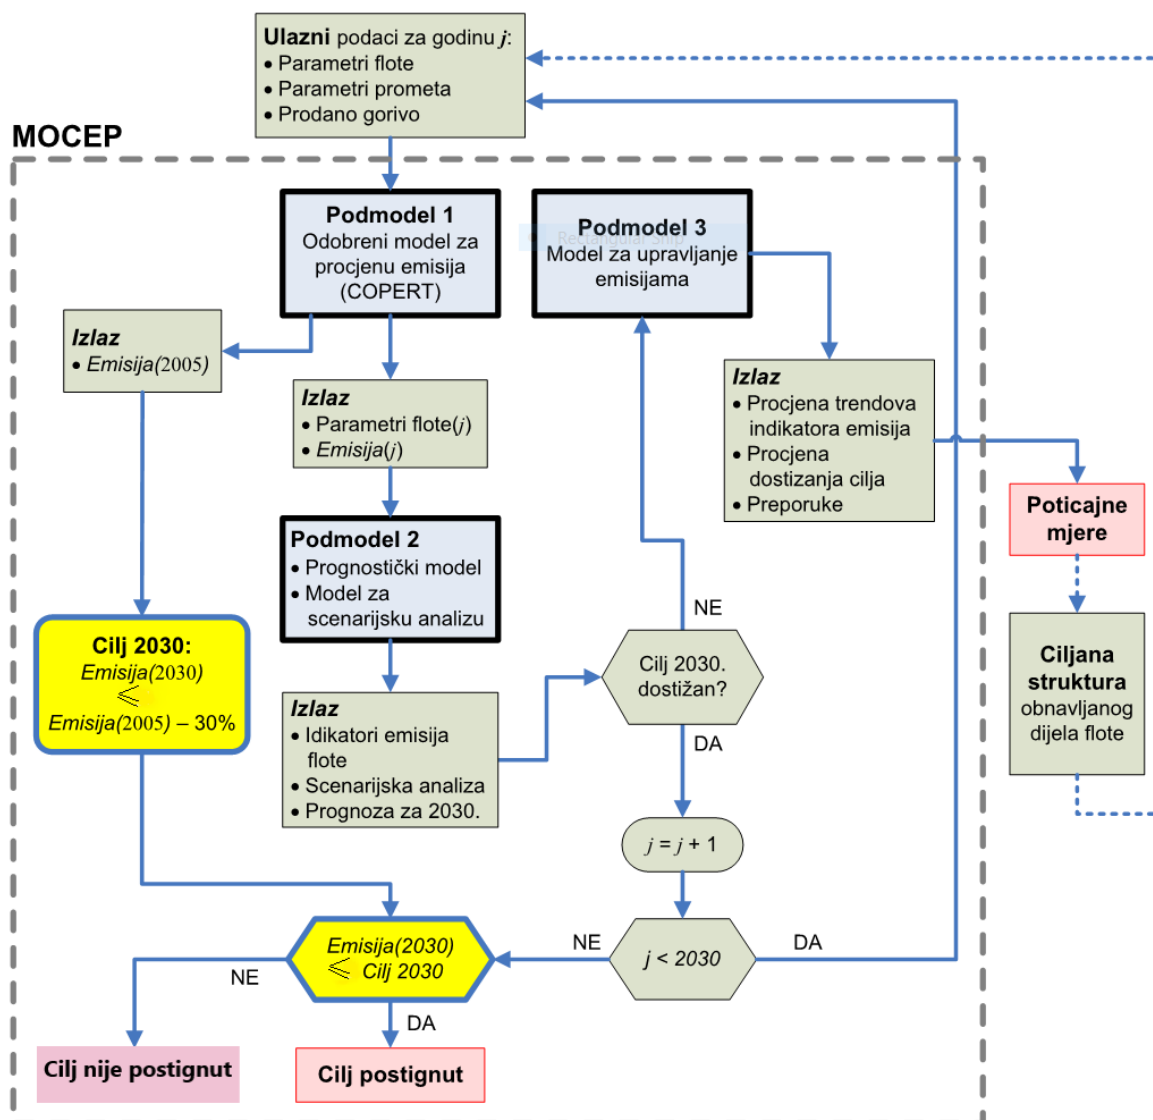 Ulazni podaci za godinu j:
• Parametri flote
• Parametri prometa
• Prodano gorivo
MOCEP
Podmodel 1
Odobreni model za
procjenu emisija
(COPERT)
Podmodel 3
Model za upravljanje
emisijama
Rectangular Snip
Izlaz
• Emisija(2005)
Izlaz
• Parametri flote(j)
• Emisija(j)
Izlaz
• Procjena trendova
indikatora emisija
• Procjena
dostizanja cilja
• Preporuke
Poticajne
mjere
Podmodel 2
• Prognostički model
• Model za
scenarijsku analizu
NE
Cilj 2030:
Emisija(2030)
⩽
Emisija(2005) – 30%
Cilj 2030.
dostižan?
Ciljana
struktura
obnavljanog
dijela flote
Izlaz
• Idikatori emisija
flote
• Scenarijska analiza
• Prognoza za 2030.
DA
j = j + 1
Emisija(2030)
⩽ Cilj 2030
NE
j < 2030
DA
NE
DA
Cilj nije postignut
Cilj postignut